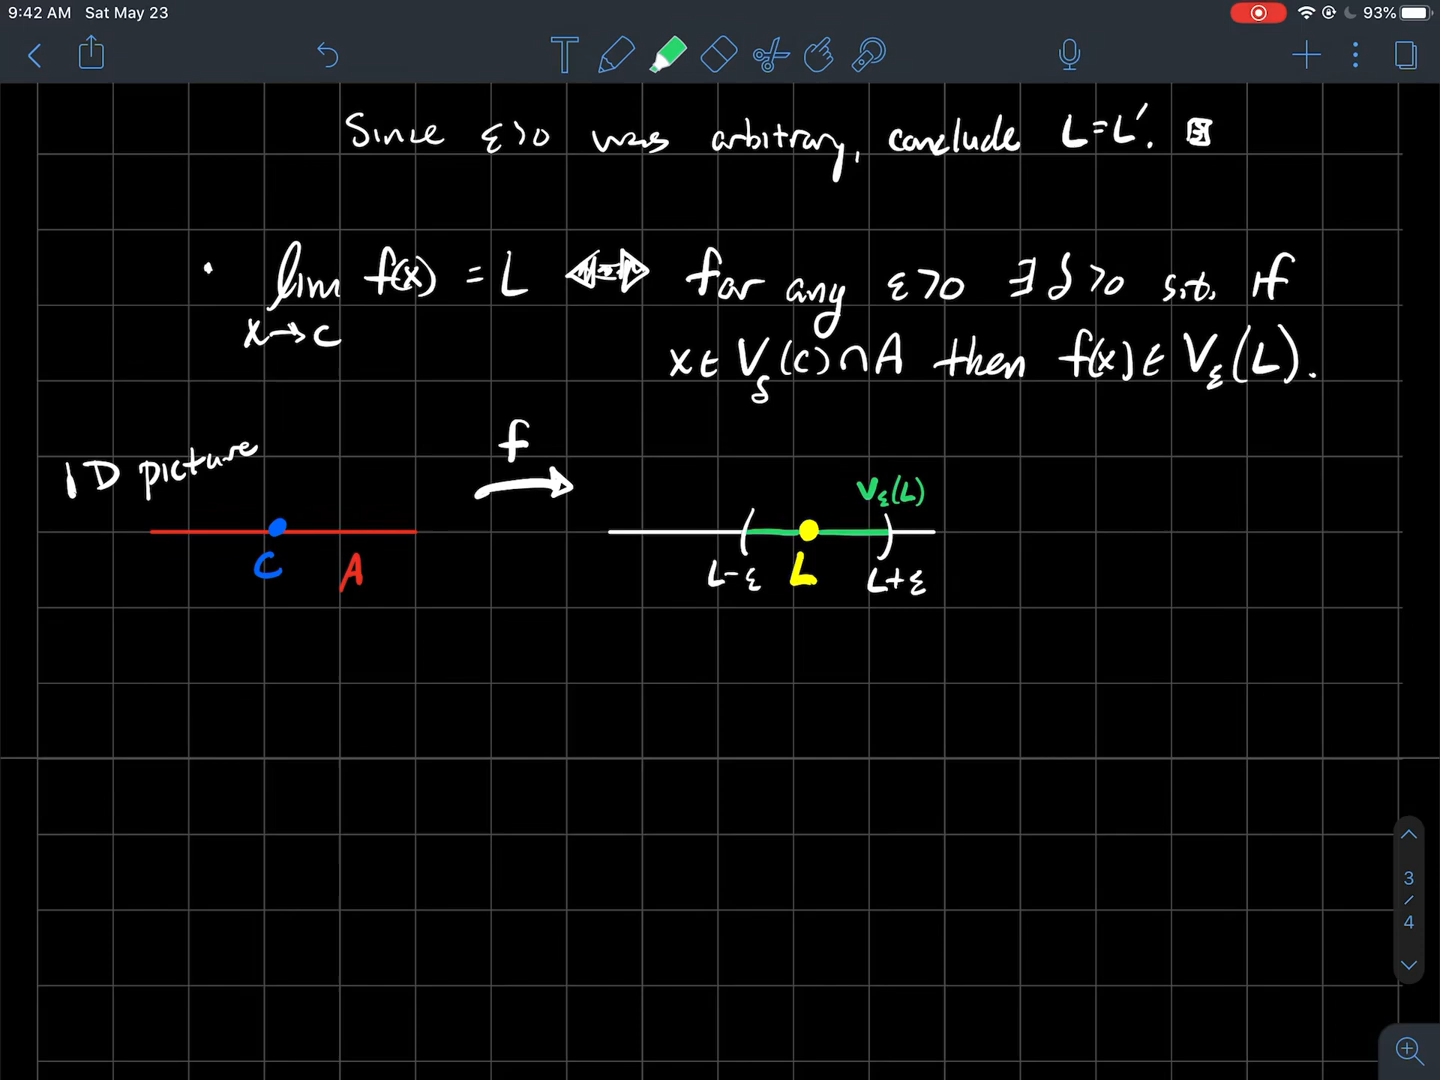 9:42 AM Sat May 23
93%
T
Since ε>0 was arbitrary, conclude L=L'.
• lim f(x) = L ⟺ for any ε>0 ∃ δ>0 s.t. if
x→c
x ∈ V_δ(c) ∩ A then f(x) ∈ V_ε(L).
1D picture
f
V_ε(L)
C
A
L-ε
L
L+ε
3
/
4